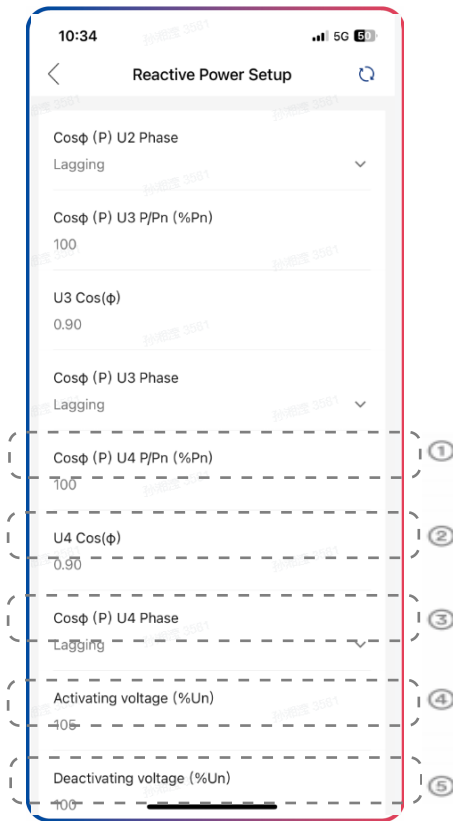 10:34
5G 50
Reactive Power Setup
Cosφ (P) U2 Phase
Lagging
Cosφ (P) U3 P/Pn (%Pn)
100
U3 Cos(φ)
0.90
Cosφ (P) U3 Phase
Lagging
Cosφ (P) U4 P/Pn (%Pn)
①
100
U4 Cos(φ)
②
0.90
Cosφ (P) U4 Phase
③
Lagging
Activating voltage (%Un)
④
105
Deactivating voltage (%Un)
⑤
100